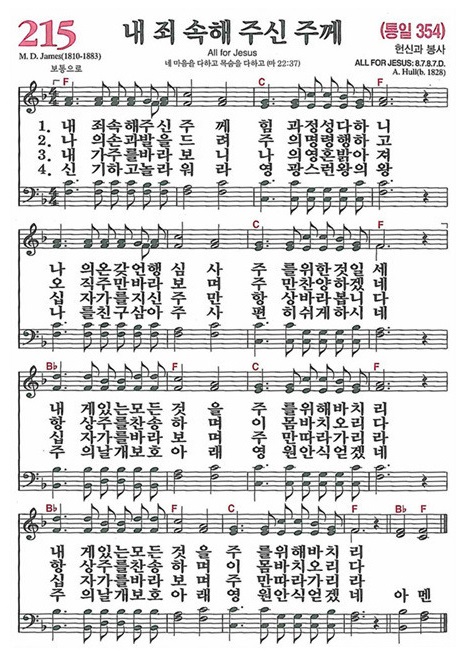 215
내 죄 속해 주신 주께
(통일 354)
All for Jesus
헌신과 봉사
M. D. James(1810-1883)
네 마음을 다하고 목숨을 다하고 (마 22:37)
ALL FOR JESUS: 8.7.8.7.D.
보통으로
A. Hull(b. 1828)
F C F
1. 내 죄속해주신주 께 힘 과정성다하 니
2. 나 의손과발을드 려 주 의명령행하 고
3. 내 가주를바라보 니 나 의영혼밝아 져
4. 신 기하고놀라워 라 영 광스런왕의 왕
C F
나 의온갖언행심 사 주 를위한것일 세
오 직주만바라보 며 주 만찬양하겠 네
십 자가를지신주 만 항 상바라봅니 다
나 를친구삼아주 사 편 히쉬게하시 네
B♭ F B♭ F
내 게있는모든 것 을 주 를위해바치 리
항 상주를찬송하 며 이 몸바치오리 다
십 자가를바라보 며 주 만따라가리 라
주 의날개보호아 래 영 원안식얻겠 네
B♭ F C F C F B♭ F
내 게있는모든 것 을 주 를위해바치 리
항 상주를찬송하 며 이 몸바치오리 다
십 자가를바라보 며 주 만따라가리 라
주 의날개보호아 래 영 원안식얻겠 네 아 멘